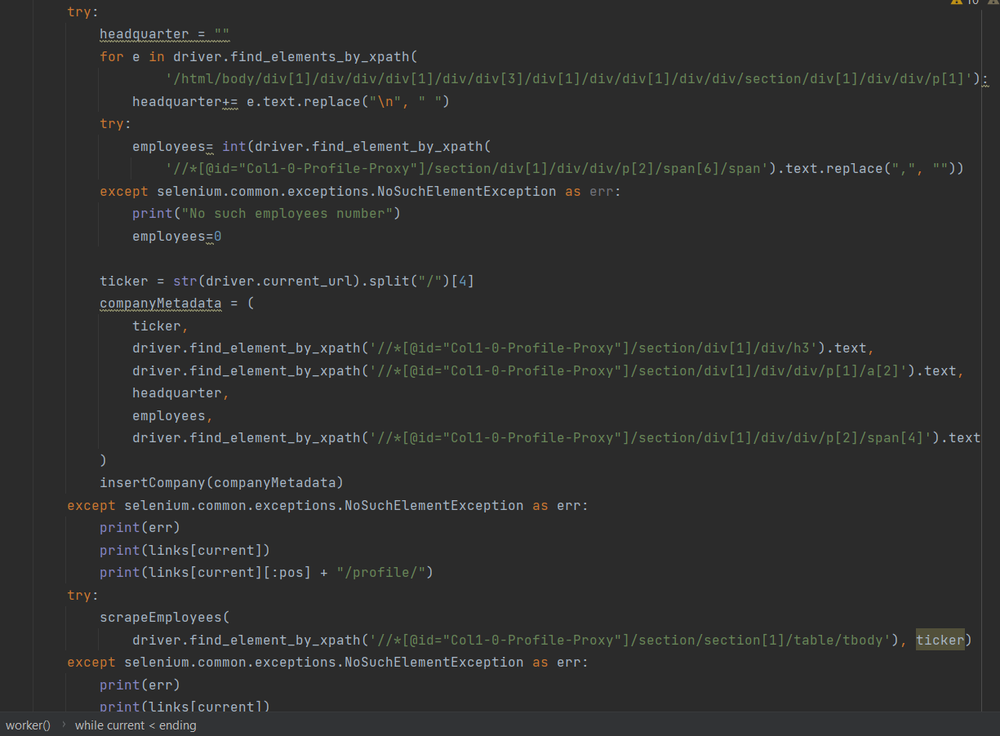 10
try:
headquarter = ""
for e in driver.find_elements_by_xpath(
'/html/body/div[1]/div/div/div[1]/div/div[3]/div[1]/div/div[1]/div/div/section/div[1]/div/div/p[1]'):
headquarter+= e.text.replace("\n", " ")
try:
employees= int(driver.find_element_by_xpath(
'//*[@id="Col1-0-Profile-Proxy"]/section/div[1]/div/div/p[2]/span[6]/span').text.replace(",", ""))
except selenium.common.exceptions.NoSuchElementException as err:
print("No such employees number")
employees=0
ticker = str(driver.current_url).split("/")[4]
companyMetadata = (
ticker,
driver.find_element_by_xpath('//*[@id="Col1-0-Profile-Proxy"]/section/div[1]/div/h3').text,
driver.find_element_by_xpath('//*[@id="Col1-0-Profile-Proxy"]/section/div[1]/div/div/p[1]/a[2]').text,
headquarter,
employees,
driver.find_element_by_xpath('//*[@id="Col1-0-Profile-Proxy"]/section/div[1]/div/div/p[2]/span[4]').text
)
insertCompany(companyMetadata)
except selenium.common.exceptions.NoSuchElementException as err:
print(err)
print(links[current])
print(links[current][:pos] + "/profile/")
try:
scrapeEmployees(
driver.find_element_by_xpath('//*[@id="Col1-0-Profile-Proxy"]/section/section[1]/table/tbody'), ticker)
except selenium.common.exceptions.NoSuchElementException as err:
print(err)
print(links[current])
worker() › while current < ending